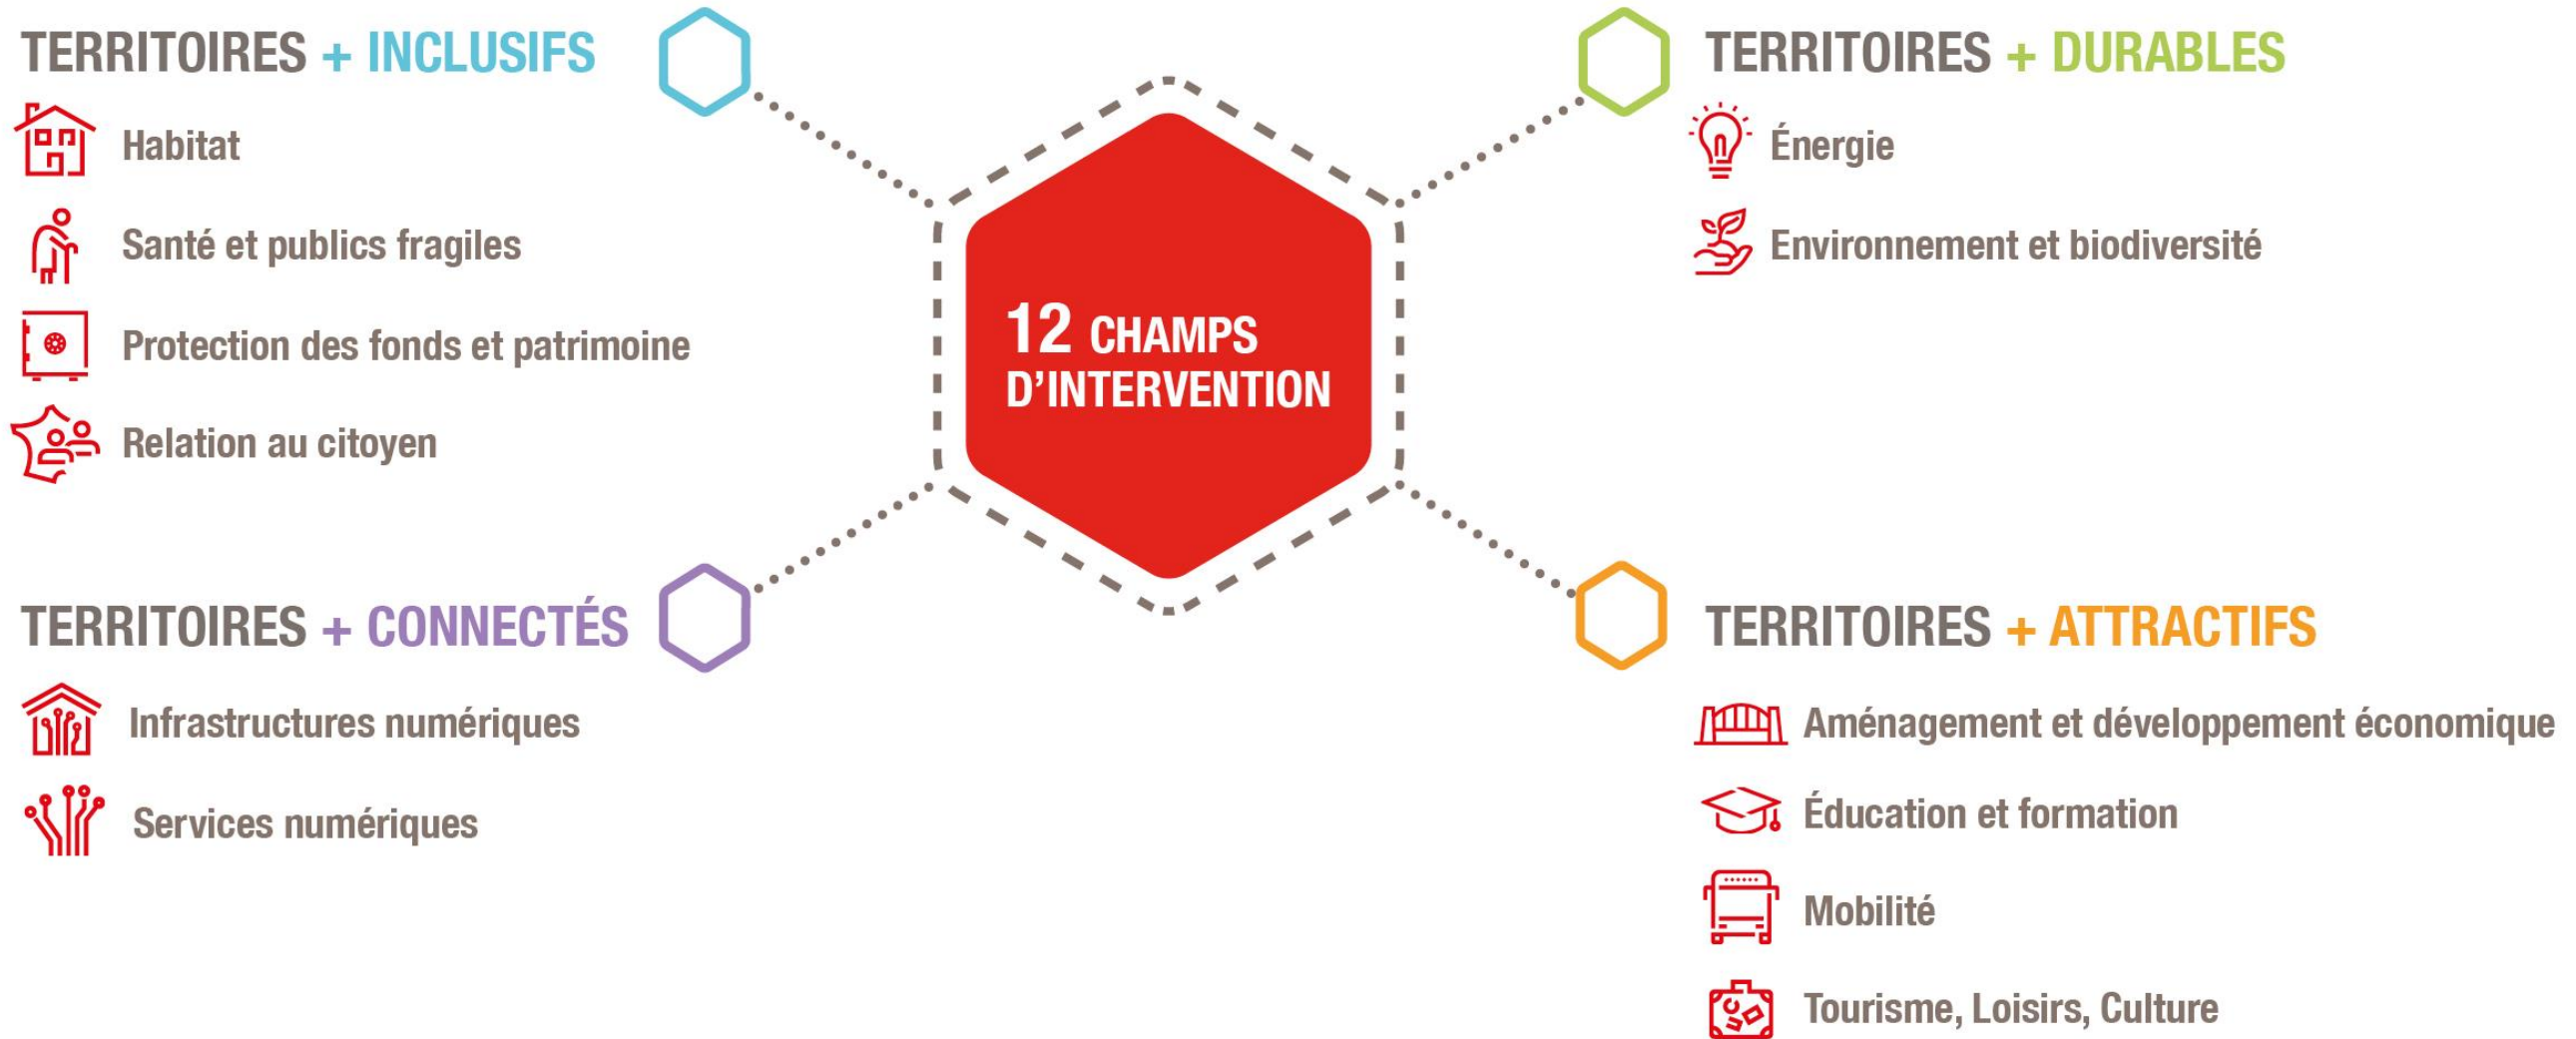 TERRITOIRES + INCLUSIFS
Habitat
Santé et publics fragiles
Protection des fonds et patrimoine
Relation au citoyen
TERRITOIRES + CONNECTÉS
Infrastructures numériques
Services numériques
12 CHAMPS
D’INTERVENTION
TERRITOIRES + DURABLES
Énergie
Environnement et biodiversité
TERRITOIRES + ATTRACTIFS
Aménagement et développement économique
Éducation et formation
Mobilité
Tourisme, Loisirs, Culture